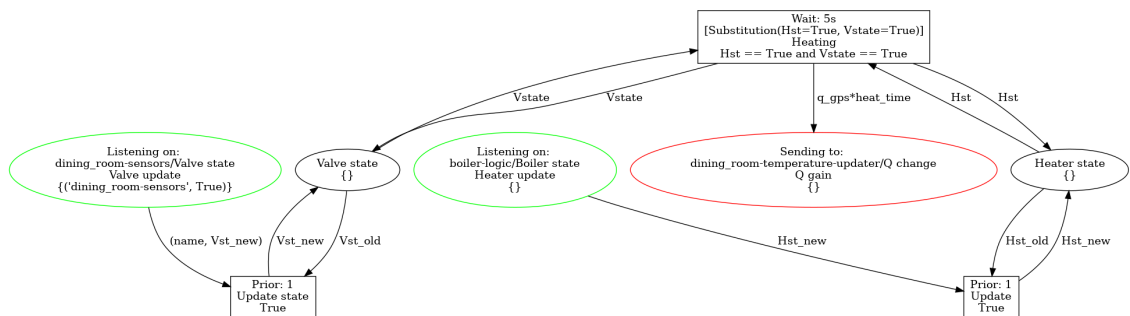 Wait: 5s
[Substitution(Hst=True, Vstate=True)]
Heating
Hst == True and Vstate == True
Vstate
Vstate
q_gps*heat_time
Hst
Hst
Listening on:
dining_room-sensors/Valve state
Valve update
{('dining_room-sensors', True)}
Valve state
{}
Listening on:
boiler-logic/Boiler state
Heater update
{}
Sending to:
dining_room-temperature-updater/Q change
Q gain
{}
Heater state
{}
(name, Vst_new)
Vst_new
Vst_old
Hst_new
Hst_old
Hst_new
Prior: 1
Update state
True
Prior: 1
Update
True